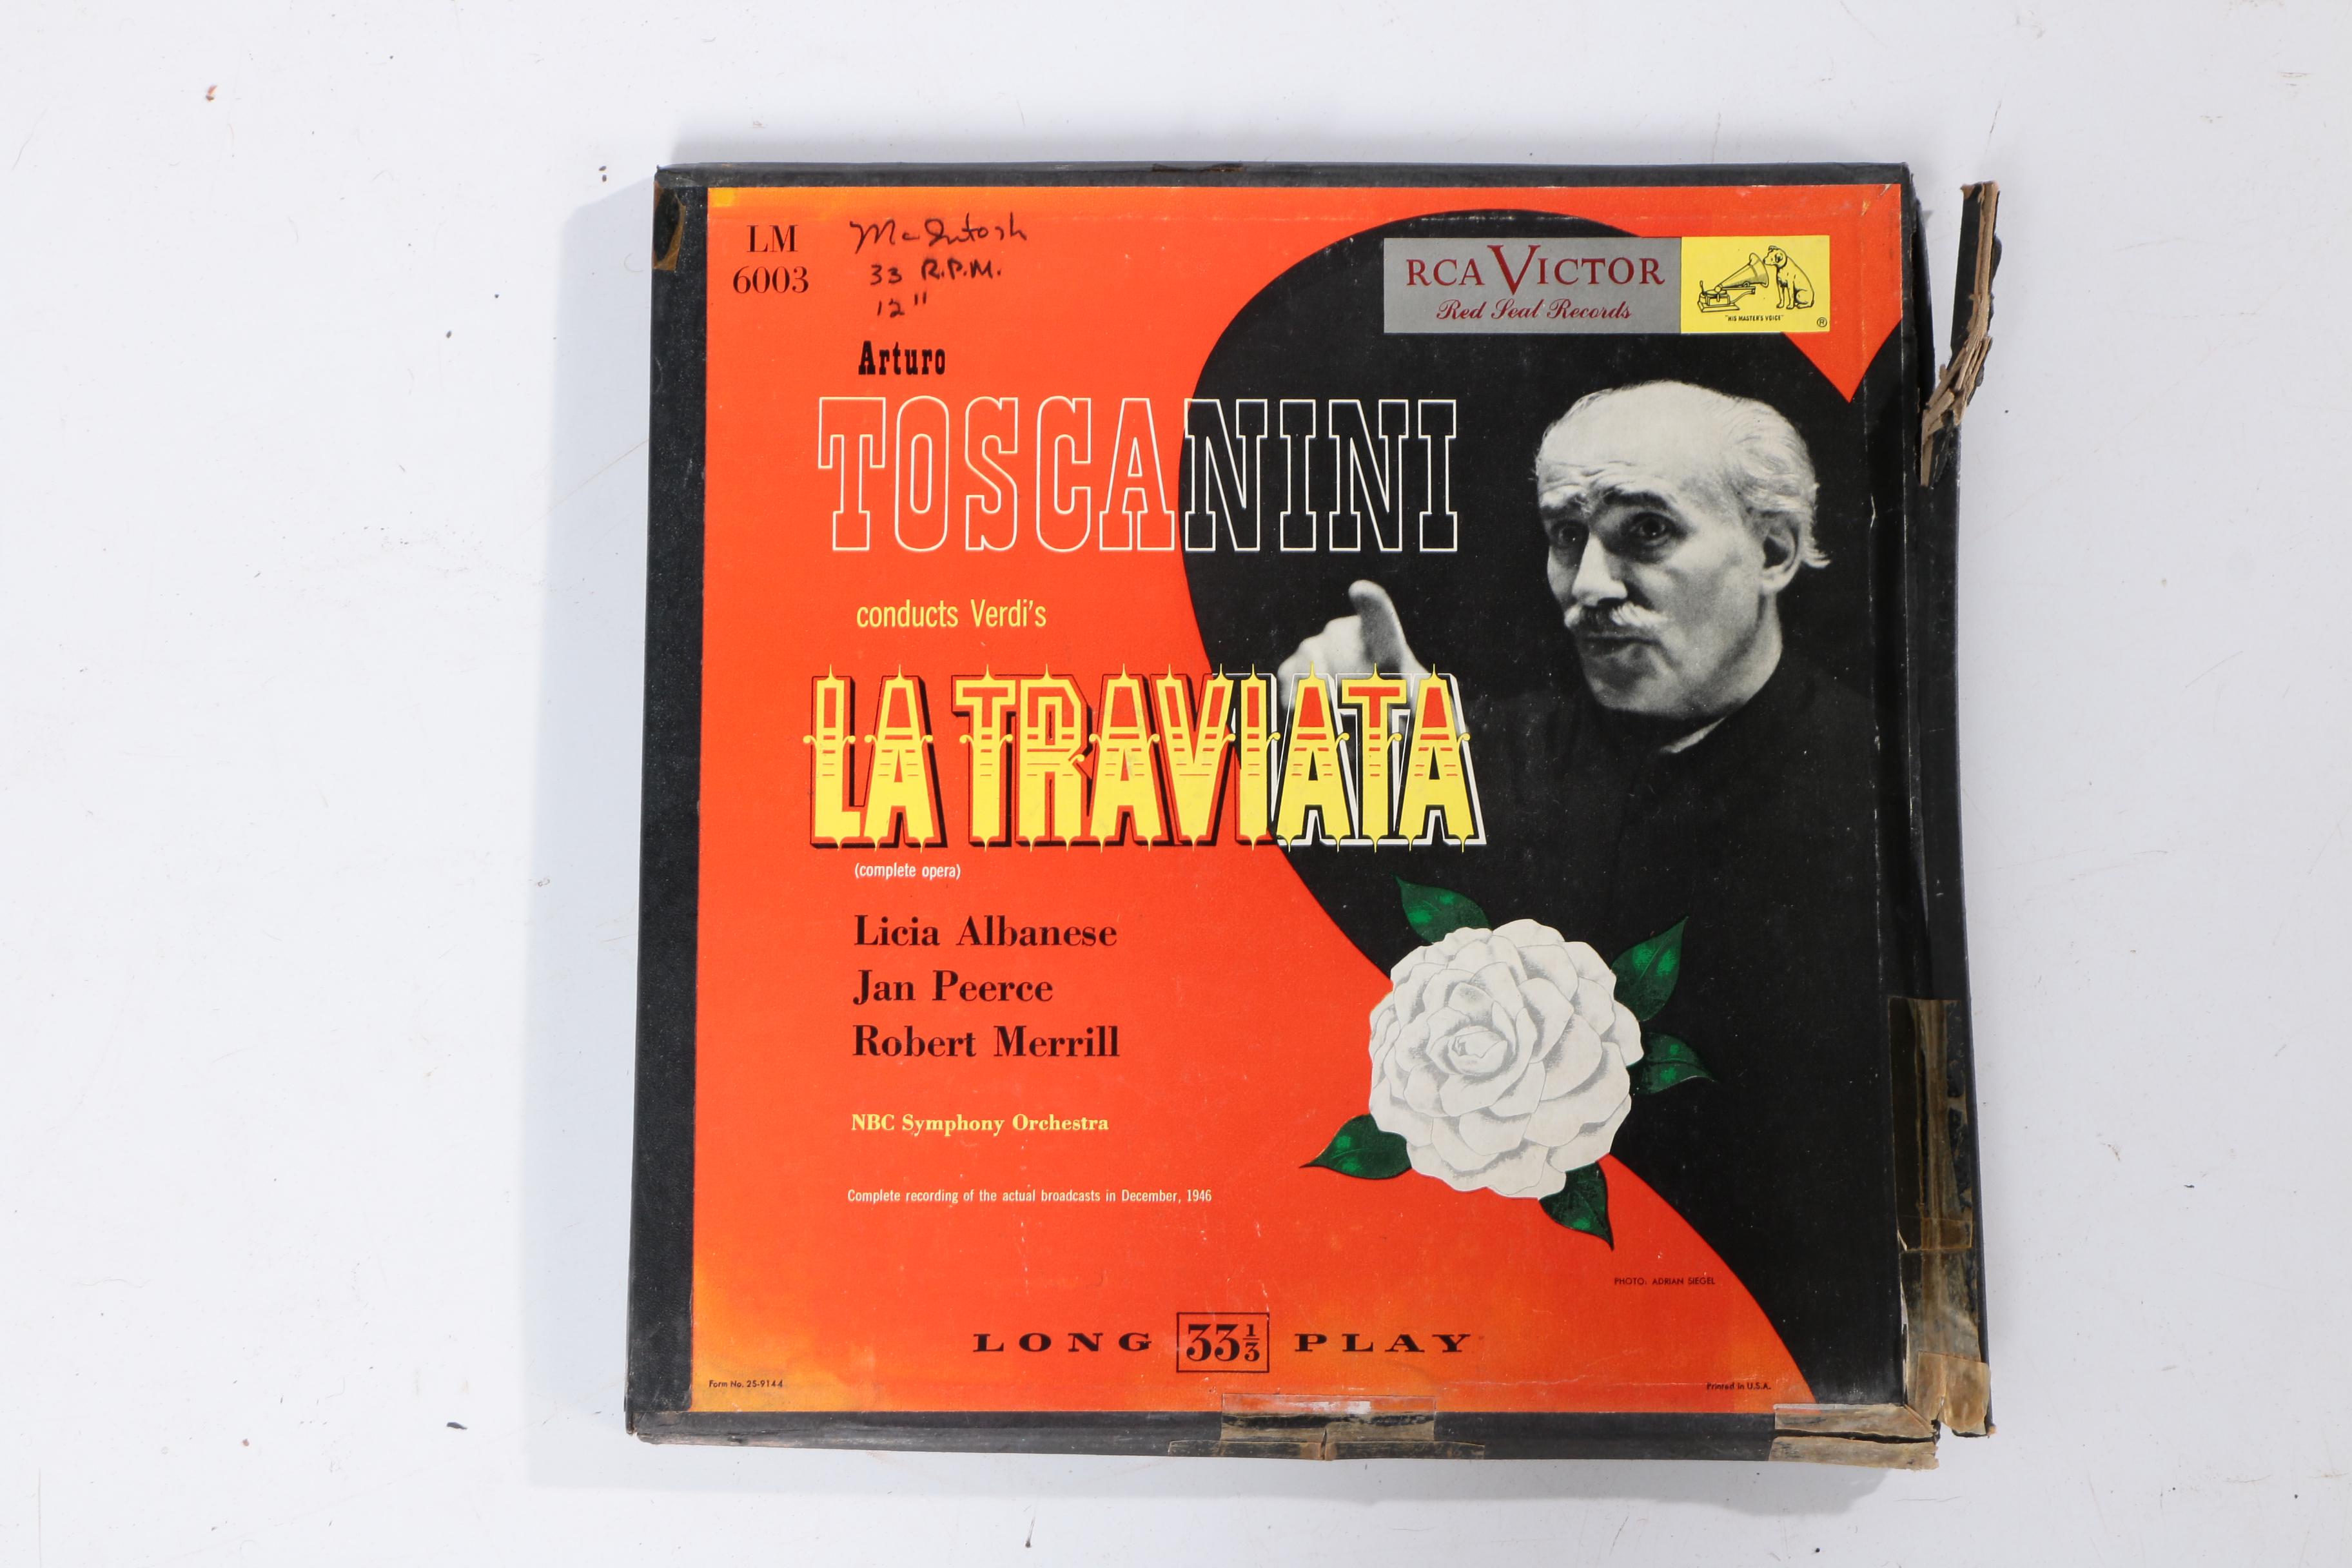 LM
6003
McIntosh
33 R.P.M.
12"
RCA VICTOR
Red Seal Records
"HIS MASTER'S VOICE"
®
Arturo
TOSCANINI
conducts Verdi's
LA TRAVIATA
(complete opera)
Licia Albanese
Jan Peerce
Robert Merrill
NBC Symphony Orchestra
Complete recording of the actual broadcasts in December, 1946
PHOTO: ADRIAN SIEGEL
LONG 33⅓ PLAY
Form No. 25-9144
Printed in U.S.A.